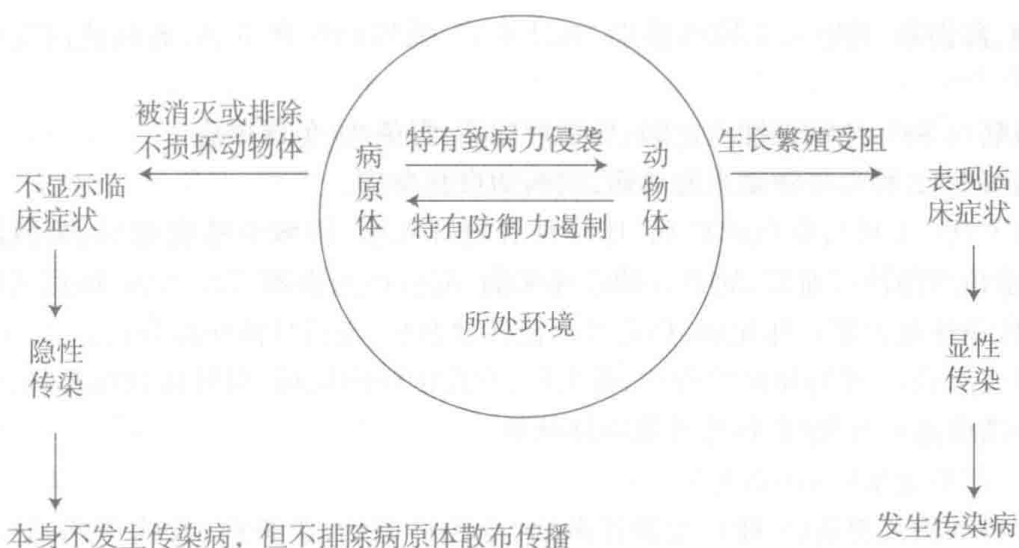 被消灭或排除
不损坏动物体
病原体
特有致病力侵袭
特有防御力遏制
动物体
生长繁殖受阻
不显示临
床症状
表现临
床症状
所处环境
隐性
传染
显性
传染
本身不发生传染病，但不排除病原体散布传播
发生传染病